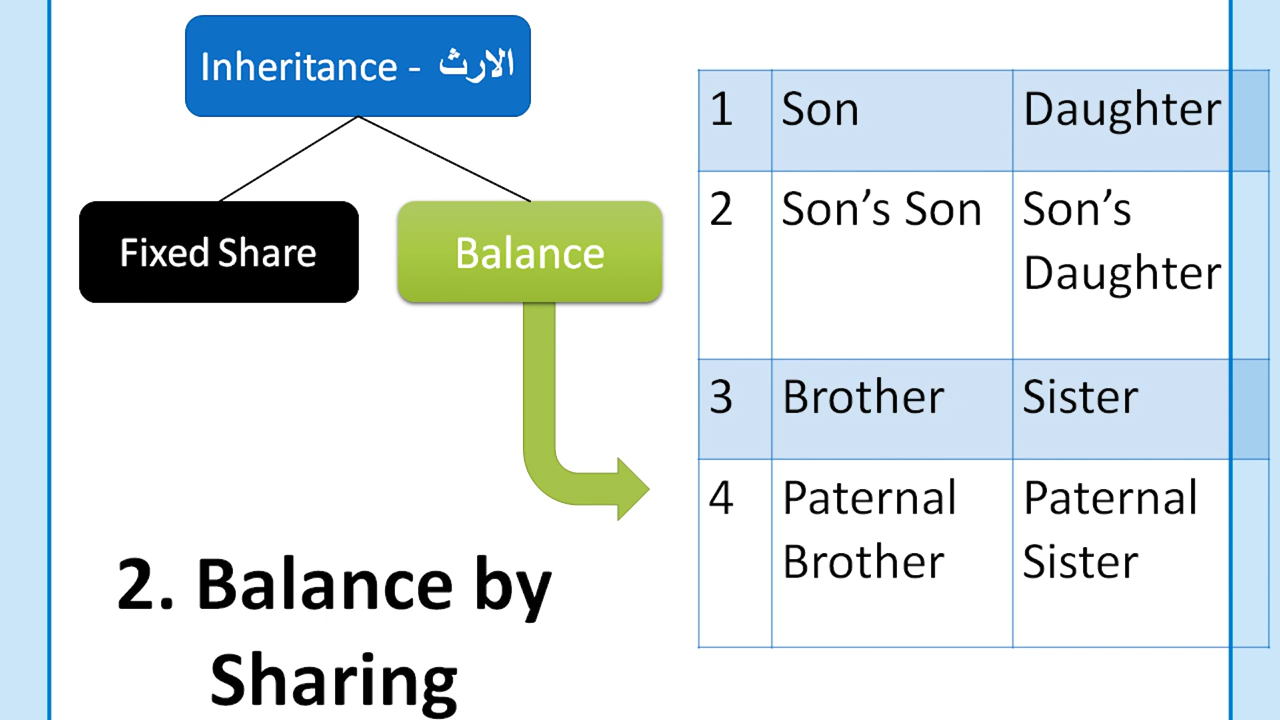 Inheritance - الارث
Fixed Share
Balance
2. Balance by
Sharing
1 Son Daughter
2 Son’s Son Son’s
Daughter
3 Brother Sister
4 Paternal Paternal
Brother Sister